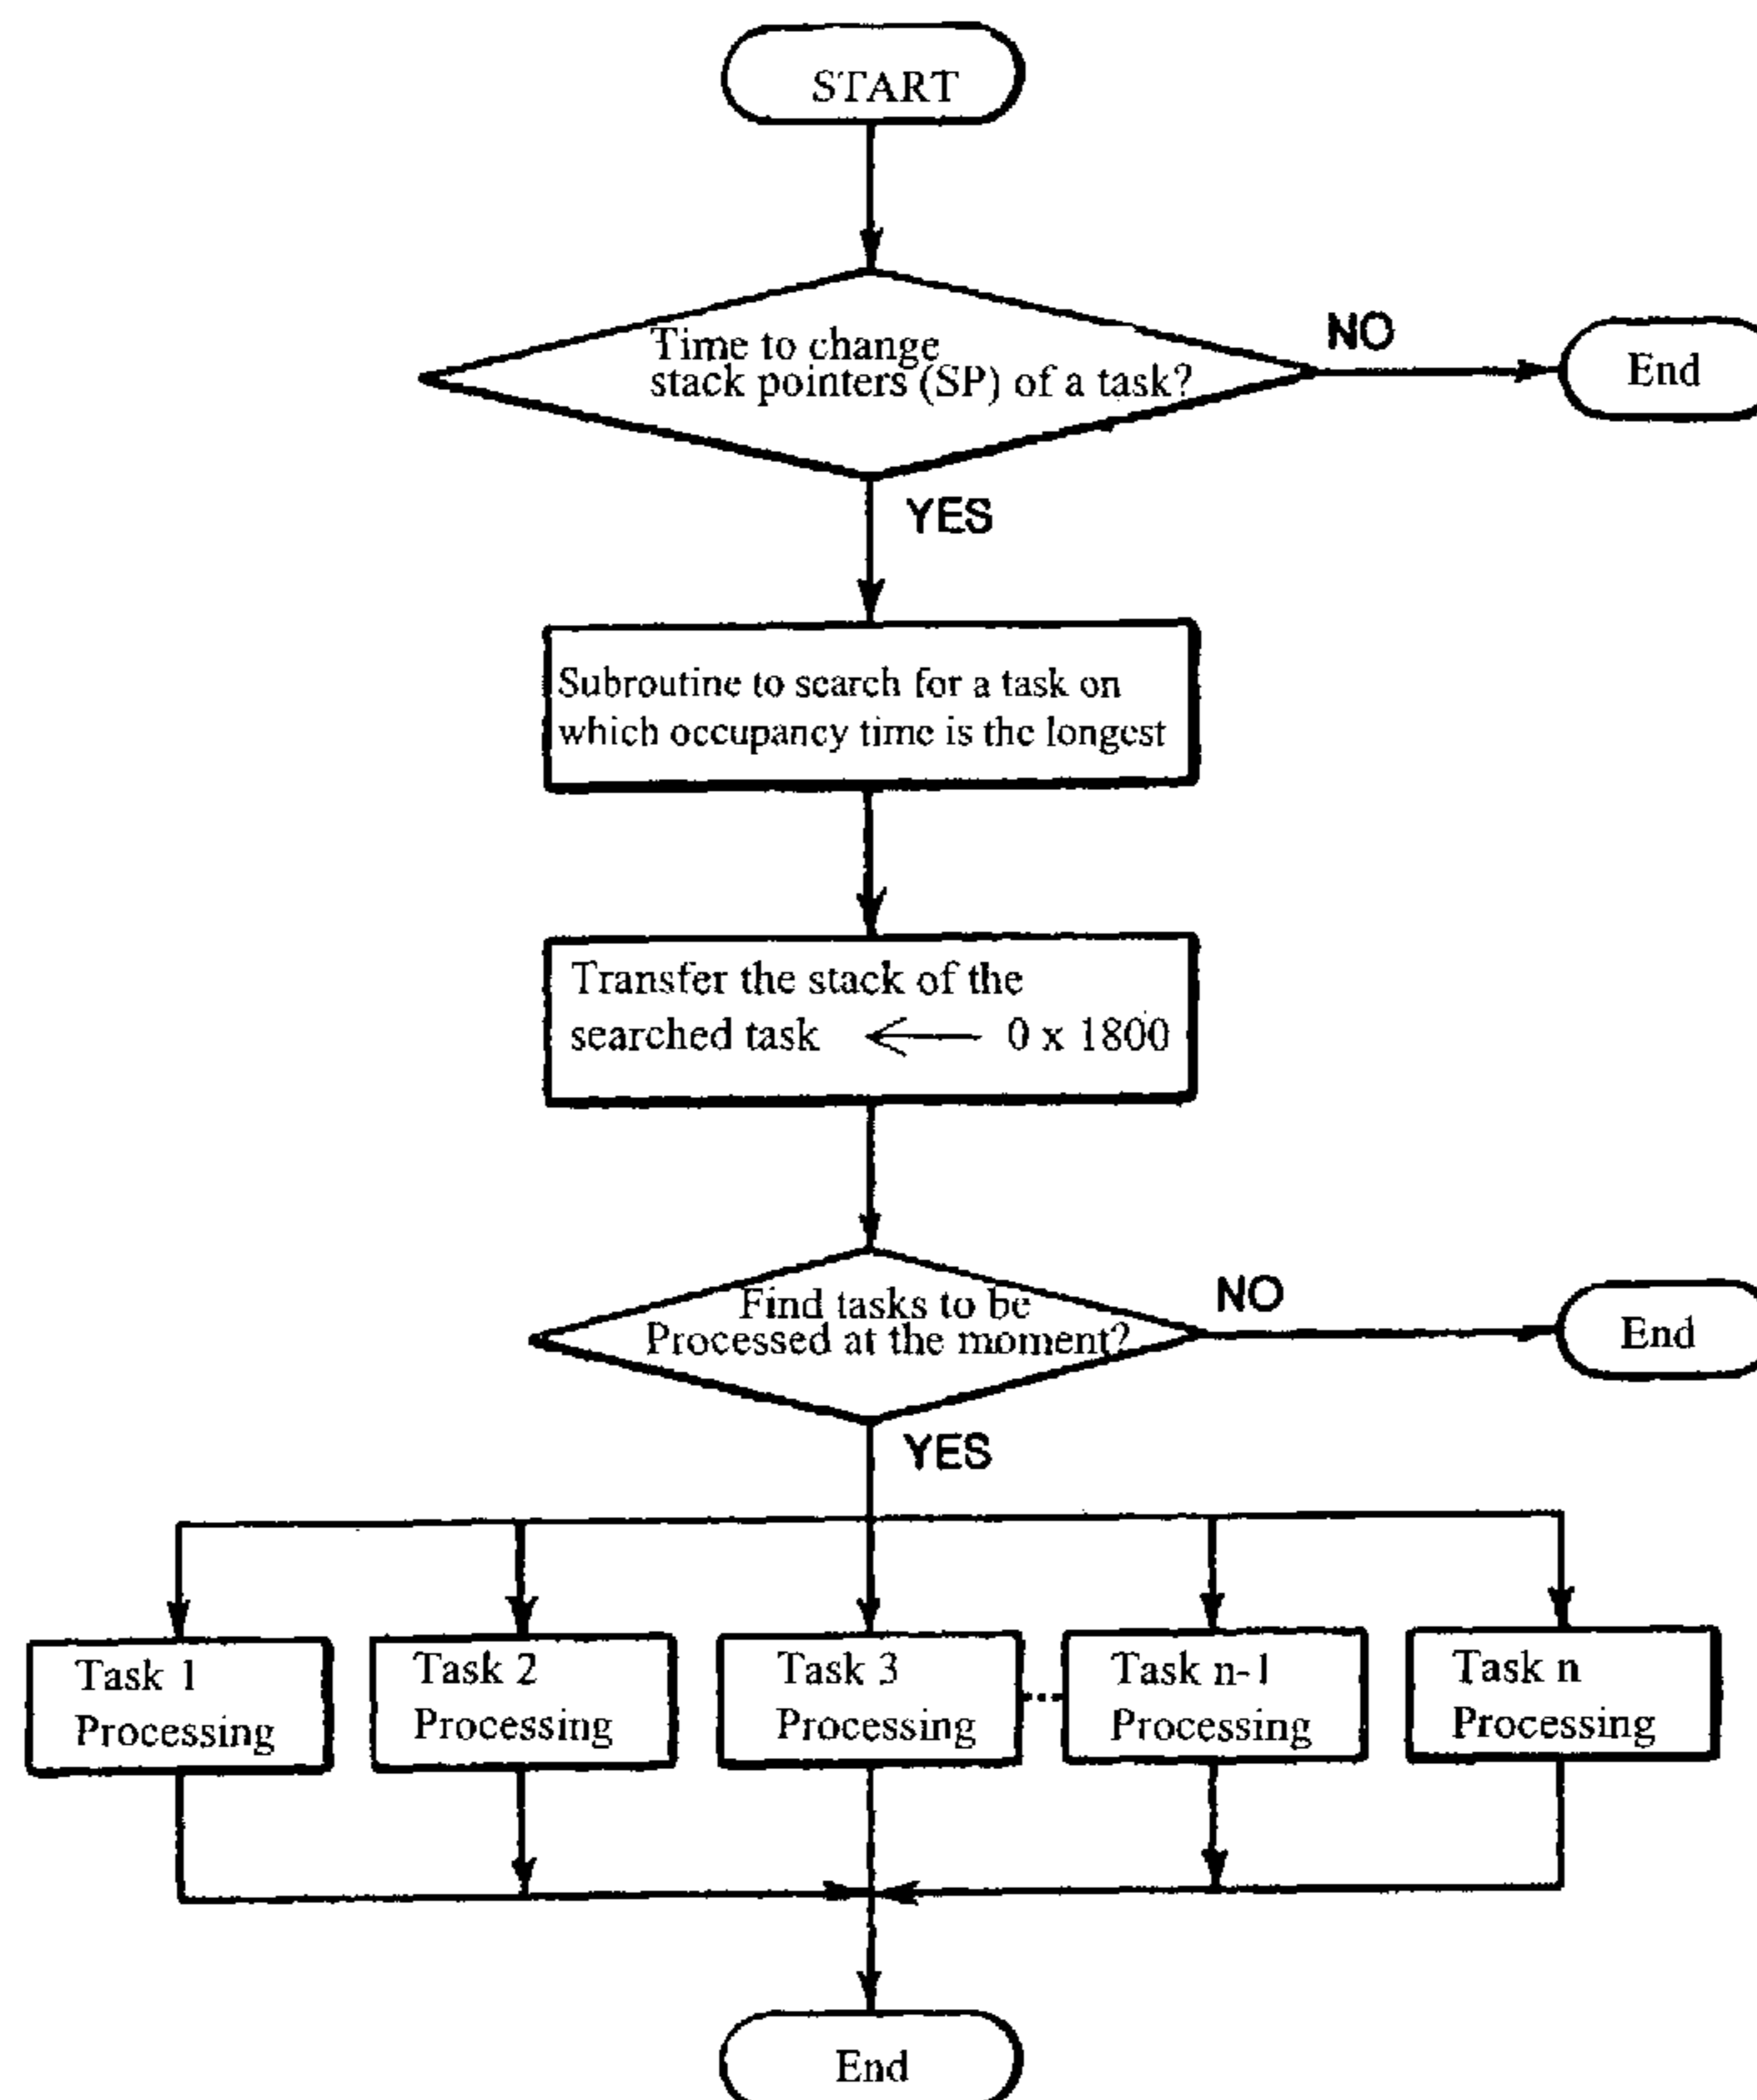 START
Time to change
stack pointers (SP) of a task?
NO
End
YES
Subroutine to search for a task on
which occupancy time is the longest
Transfer the stack of the
searched task ← 0 x 1800
Find tasks to be
Processed at the moment?
NO
End
YES
Task 1
Processing
Task 2
Processing
Task 3
Processing
Task n-1
Processing
Task n
Processing
End